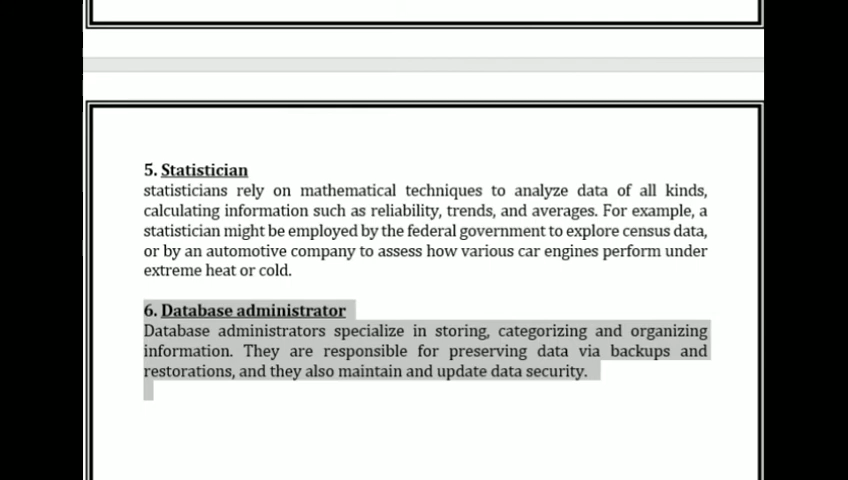 5. Statistician
statisticians rely on mathematical techniques to analyze data of all kinds,
calculating information such as reliability, trends, and averages. For example, a
statistician might be employed by the federal government to explore census data,
or by an automotive company to assess how various car engines perform under
extreme heat or cold.
6. Database administrator
Database administrators specialize in storing, categorizing and organizing
information. They are responsible for preserving data via backups and
restorations, and they also maintain and update data security.